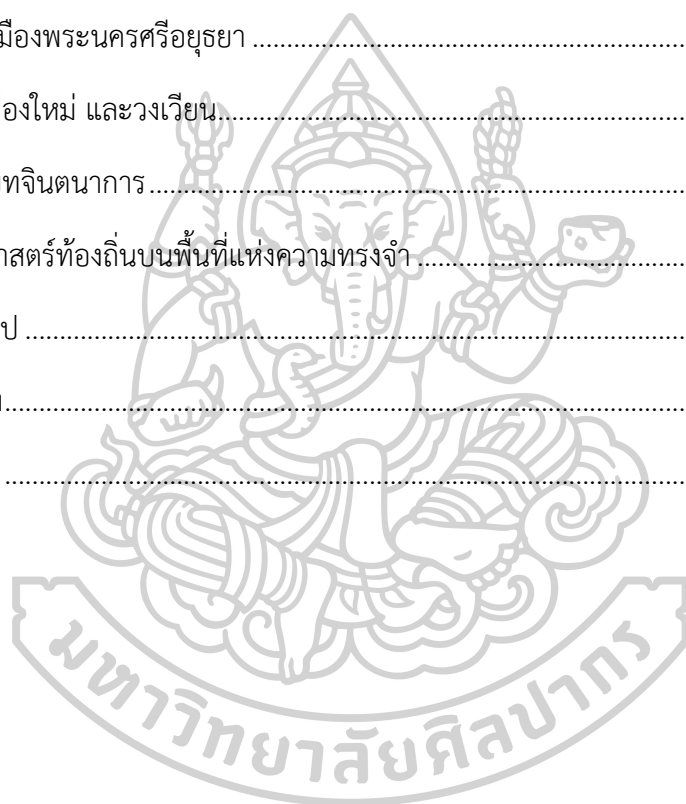 มืองพระนครศรีอยุธยา ................................................................
องใหม่ และวงเวียน.....................................................................
ทจินตนาการ...............................................................................
าสตร์ท้องถิ่นบนพื้นที่แห่งความทรงจำ ........................................
ป ..................................................................................................
.....................................................................................................
.....................................................................................................
มหาวิทยาลัยศิลปากร